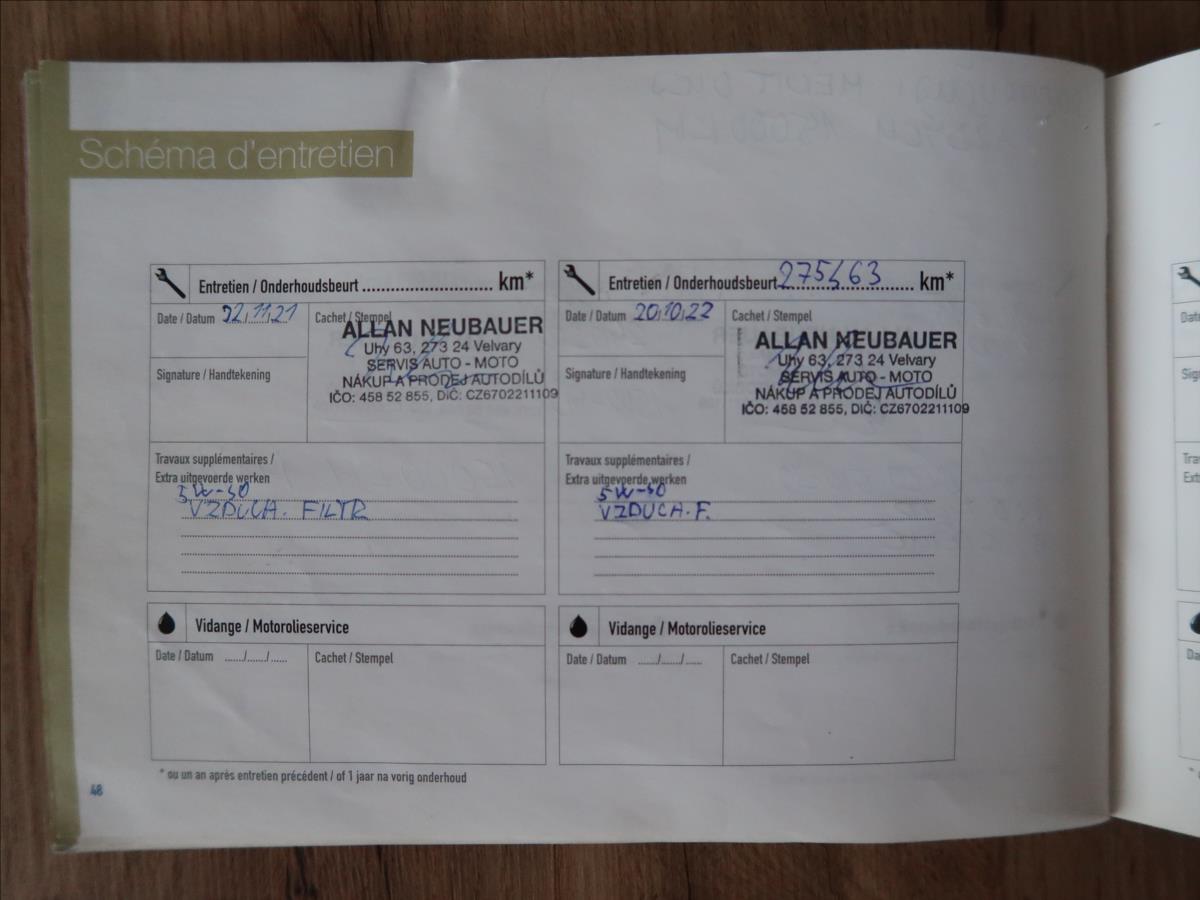 Schéma d'entretien
Entretien / Onderhoudsbeurt .............................. km*
Date / Datum 22/11/21
Cachet / Stempel
ALLAN NEUBAUER
Uhy 63, 273 24 Velvary
SERVIS AUTO - MOTO
NÁKUP A PRODEJ AUTODÍLŮ
IČO: 458 52 855, DIČ: CZ6702211109
Signature / Handtekening
Travaux supplémentaires /
Extra uitgevoerde werken
5W-30
VZDUCH. FILTR
Entretien / Onderhoudsbeurt 275463 km*
Date / Datum 20/10/22
Cachet / Stempel
ALLAN NEUBAUER
Uhy 63, 273 24 Velvary
SERVIS AUTO - MOTO
NÁKUP A PRODEJ AUTODÍLŮ
IČO: 458 52 855, DIČ: CZ6702211109
Signature / Handtekening
Travaux supplémentaires /
Extra uitgevoerde werken
5W-30
VZDUCH. F.
Vidange / Motorolieservice
Date / Datum ....../....../......
Cachet / Stempel
Vidange / Motorolieservice
Date / Datum ....../....../......
Cachet / Stempel
* ou un an après entretien précédent / of 1 jaar na vorig onderhoud
48